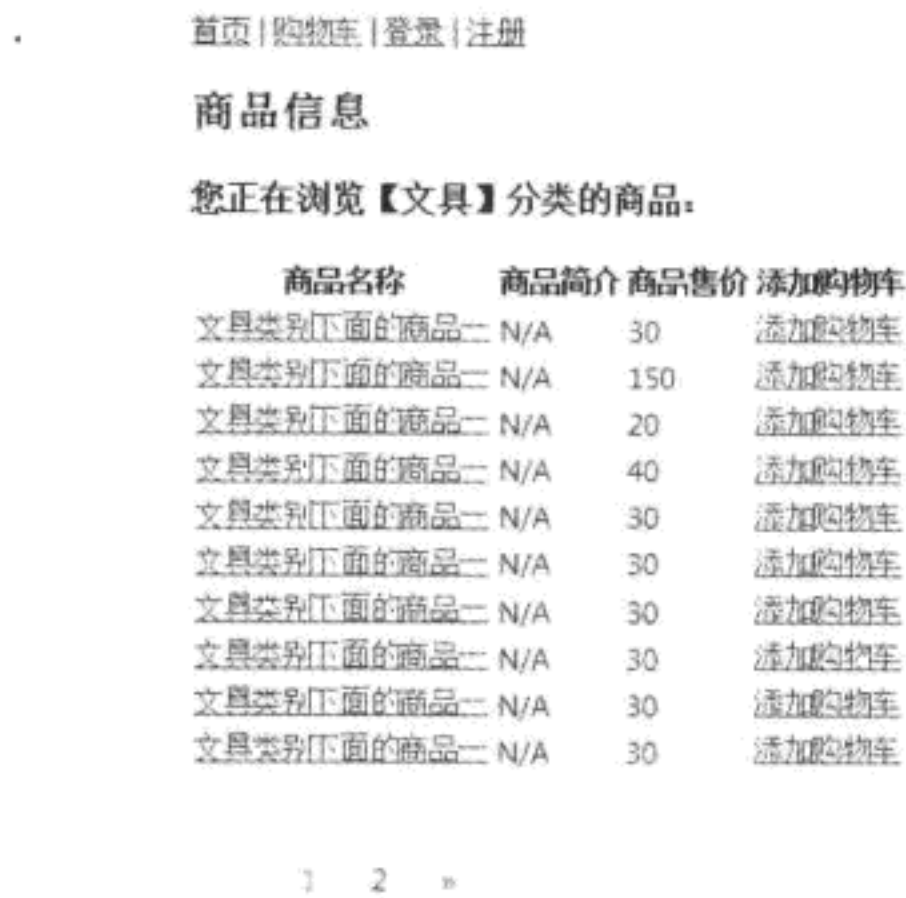 首页 | 购物车 | 登录 | 注册
商品信息
您正在浏览【文具】分类的商品:
商品名称 商品简介 商品售价 添加购物车
文具类别下面的商品一 N/A 30 添加购物车
文具类别下面的商品一 N/A 150 添加购物车
文具类别下面的商品一 N/A 20 添加购物车
文具类别下面的商品一 N/A 40 添加购物车
文具类别下面的商品一 N/A 30 添加购物车
文具类别下面的商品一 N/A 30 添加购物车
文具类别下面的商品一 N/A 30 添加购物车
文具类别下面的商品一 N/A 30 添加购物车
文具类别下面的商品一 N/A 30 添加购物车
文具类别下面的商品一 N/A 30 添加购物车
1 2 »